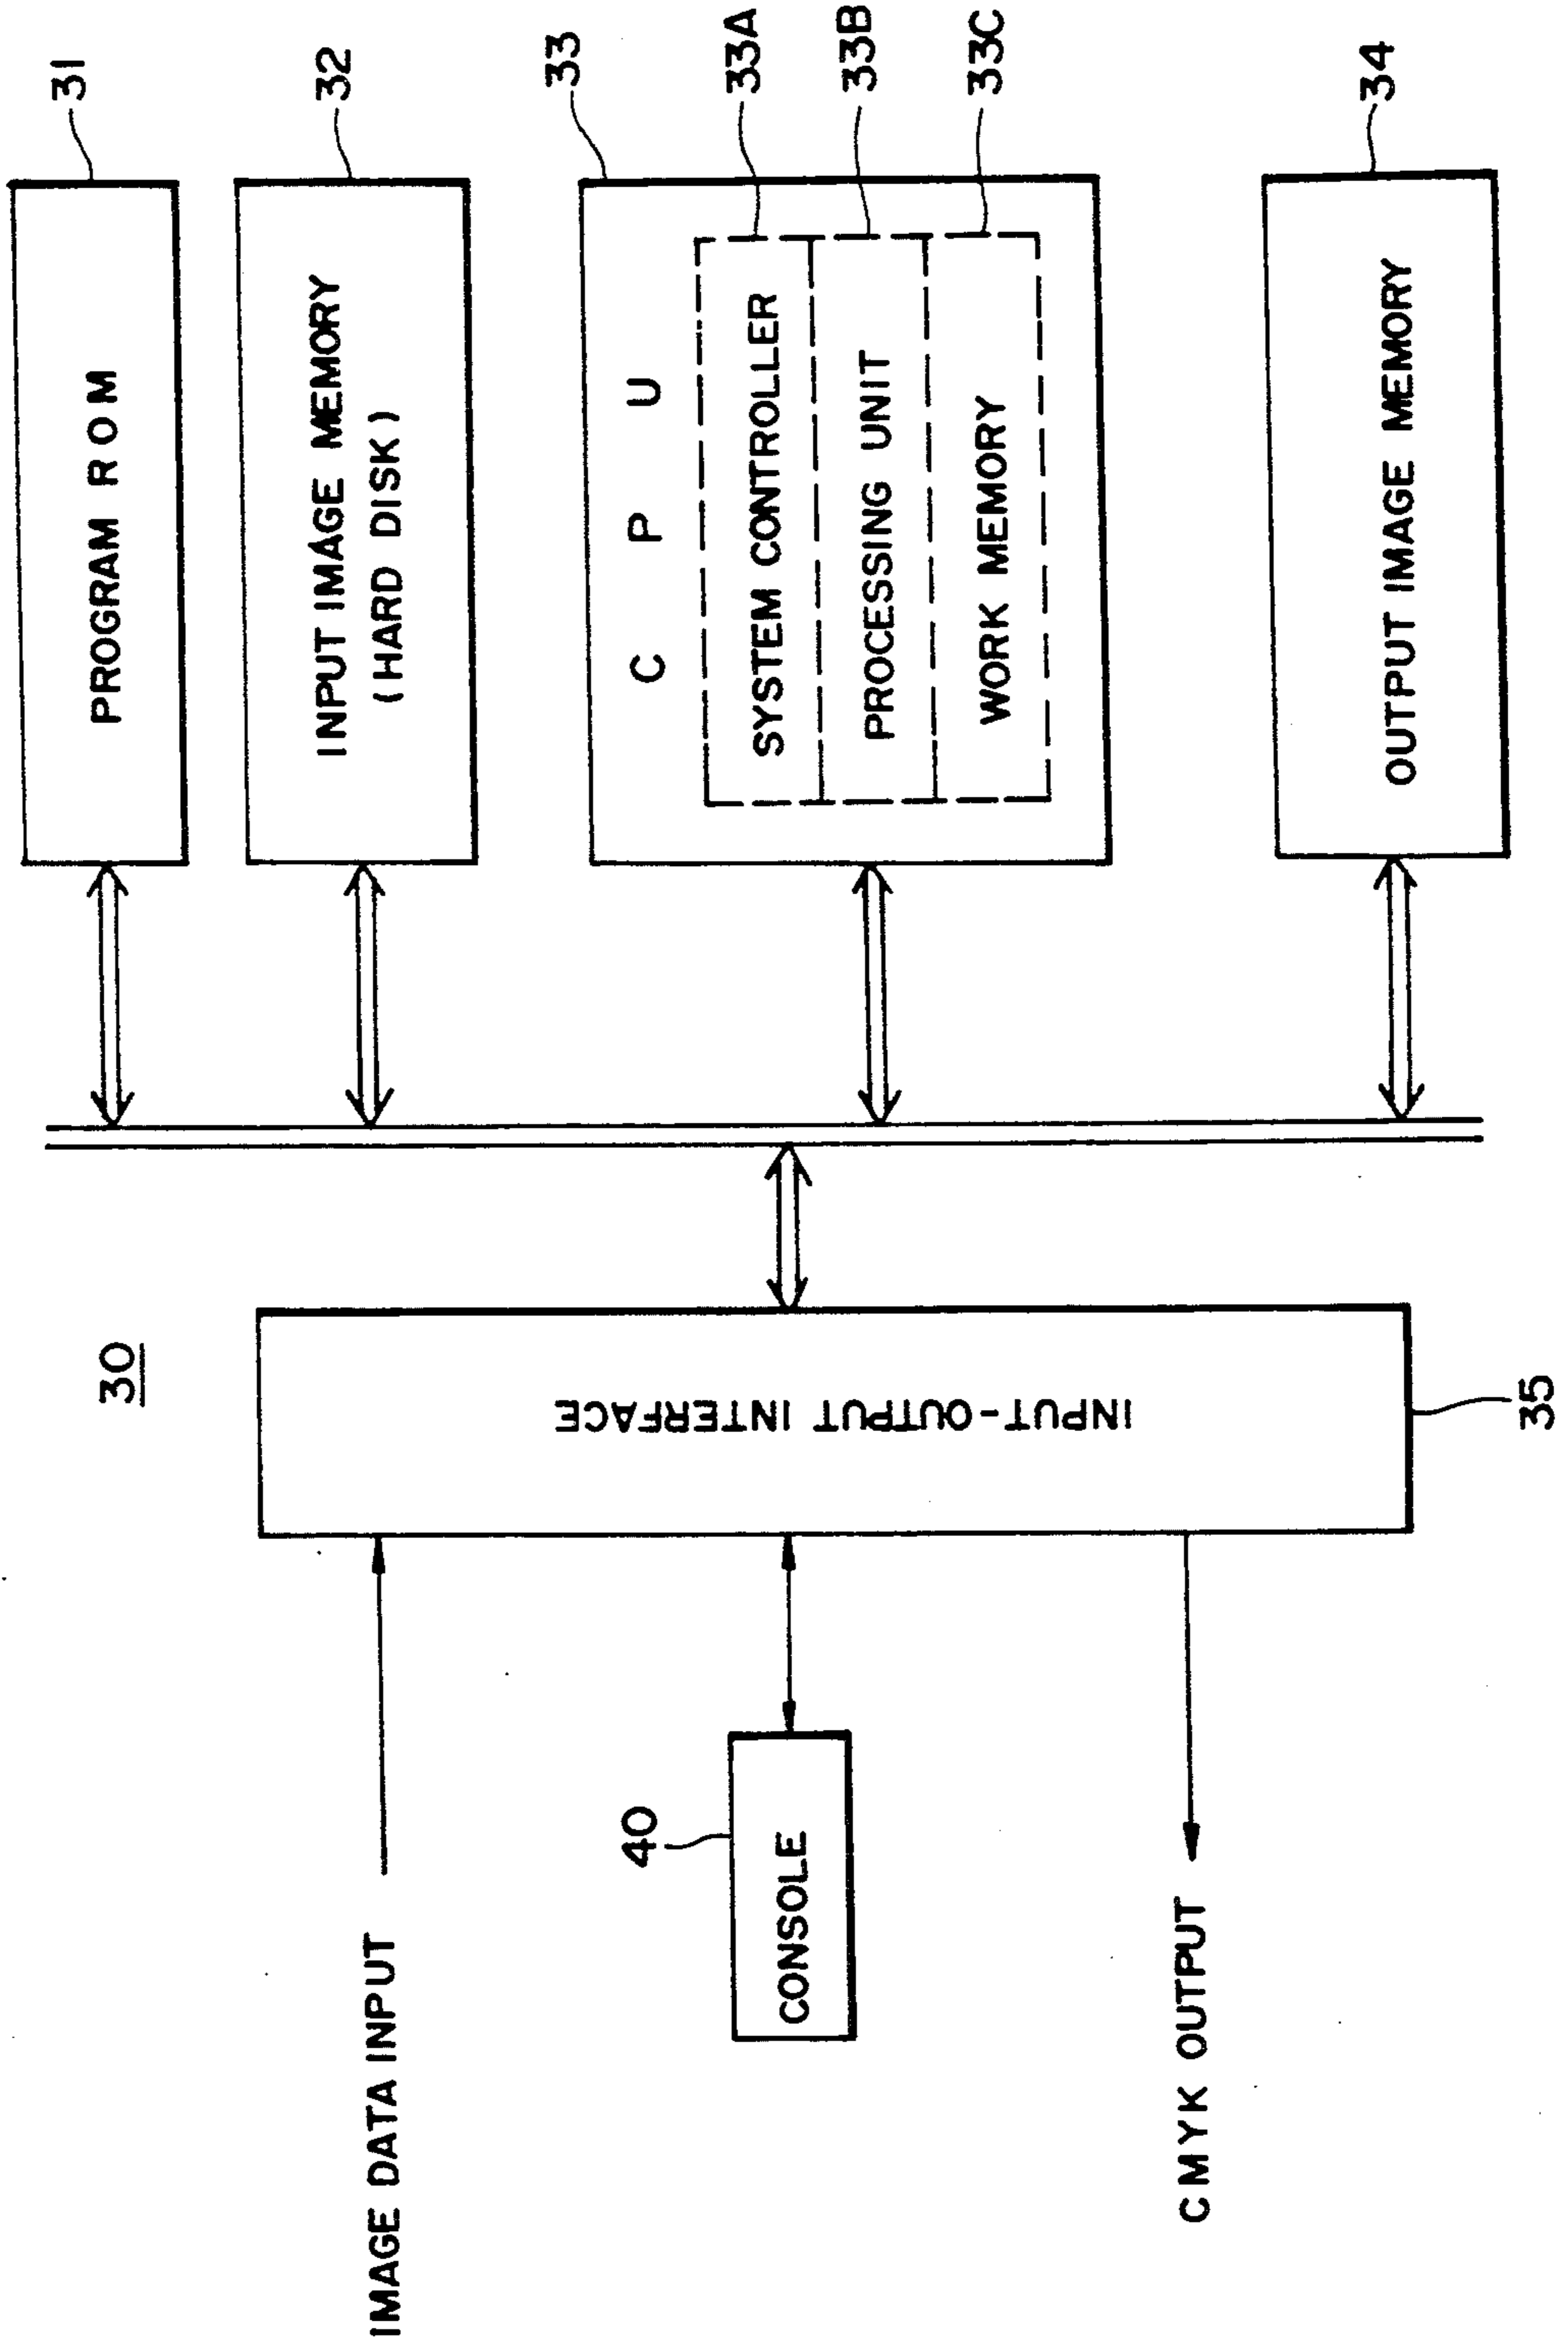 30
IMAGE DATA INPUT
40
CONSOLE
CMYK OUTPUT
INPUT-OUTPUT INTERFACE
35
PROGRAM ROM
31
INPUT IMAGE MEMORY
(HARD DISK)
32
C P U
33
SYSTEM CONTROLLER
33A
PROCESSING UNIT
33B
WORK MEMORY
33C
OUTPUT IMAGE MEMORY
34